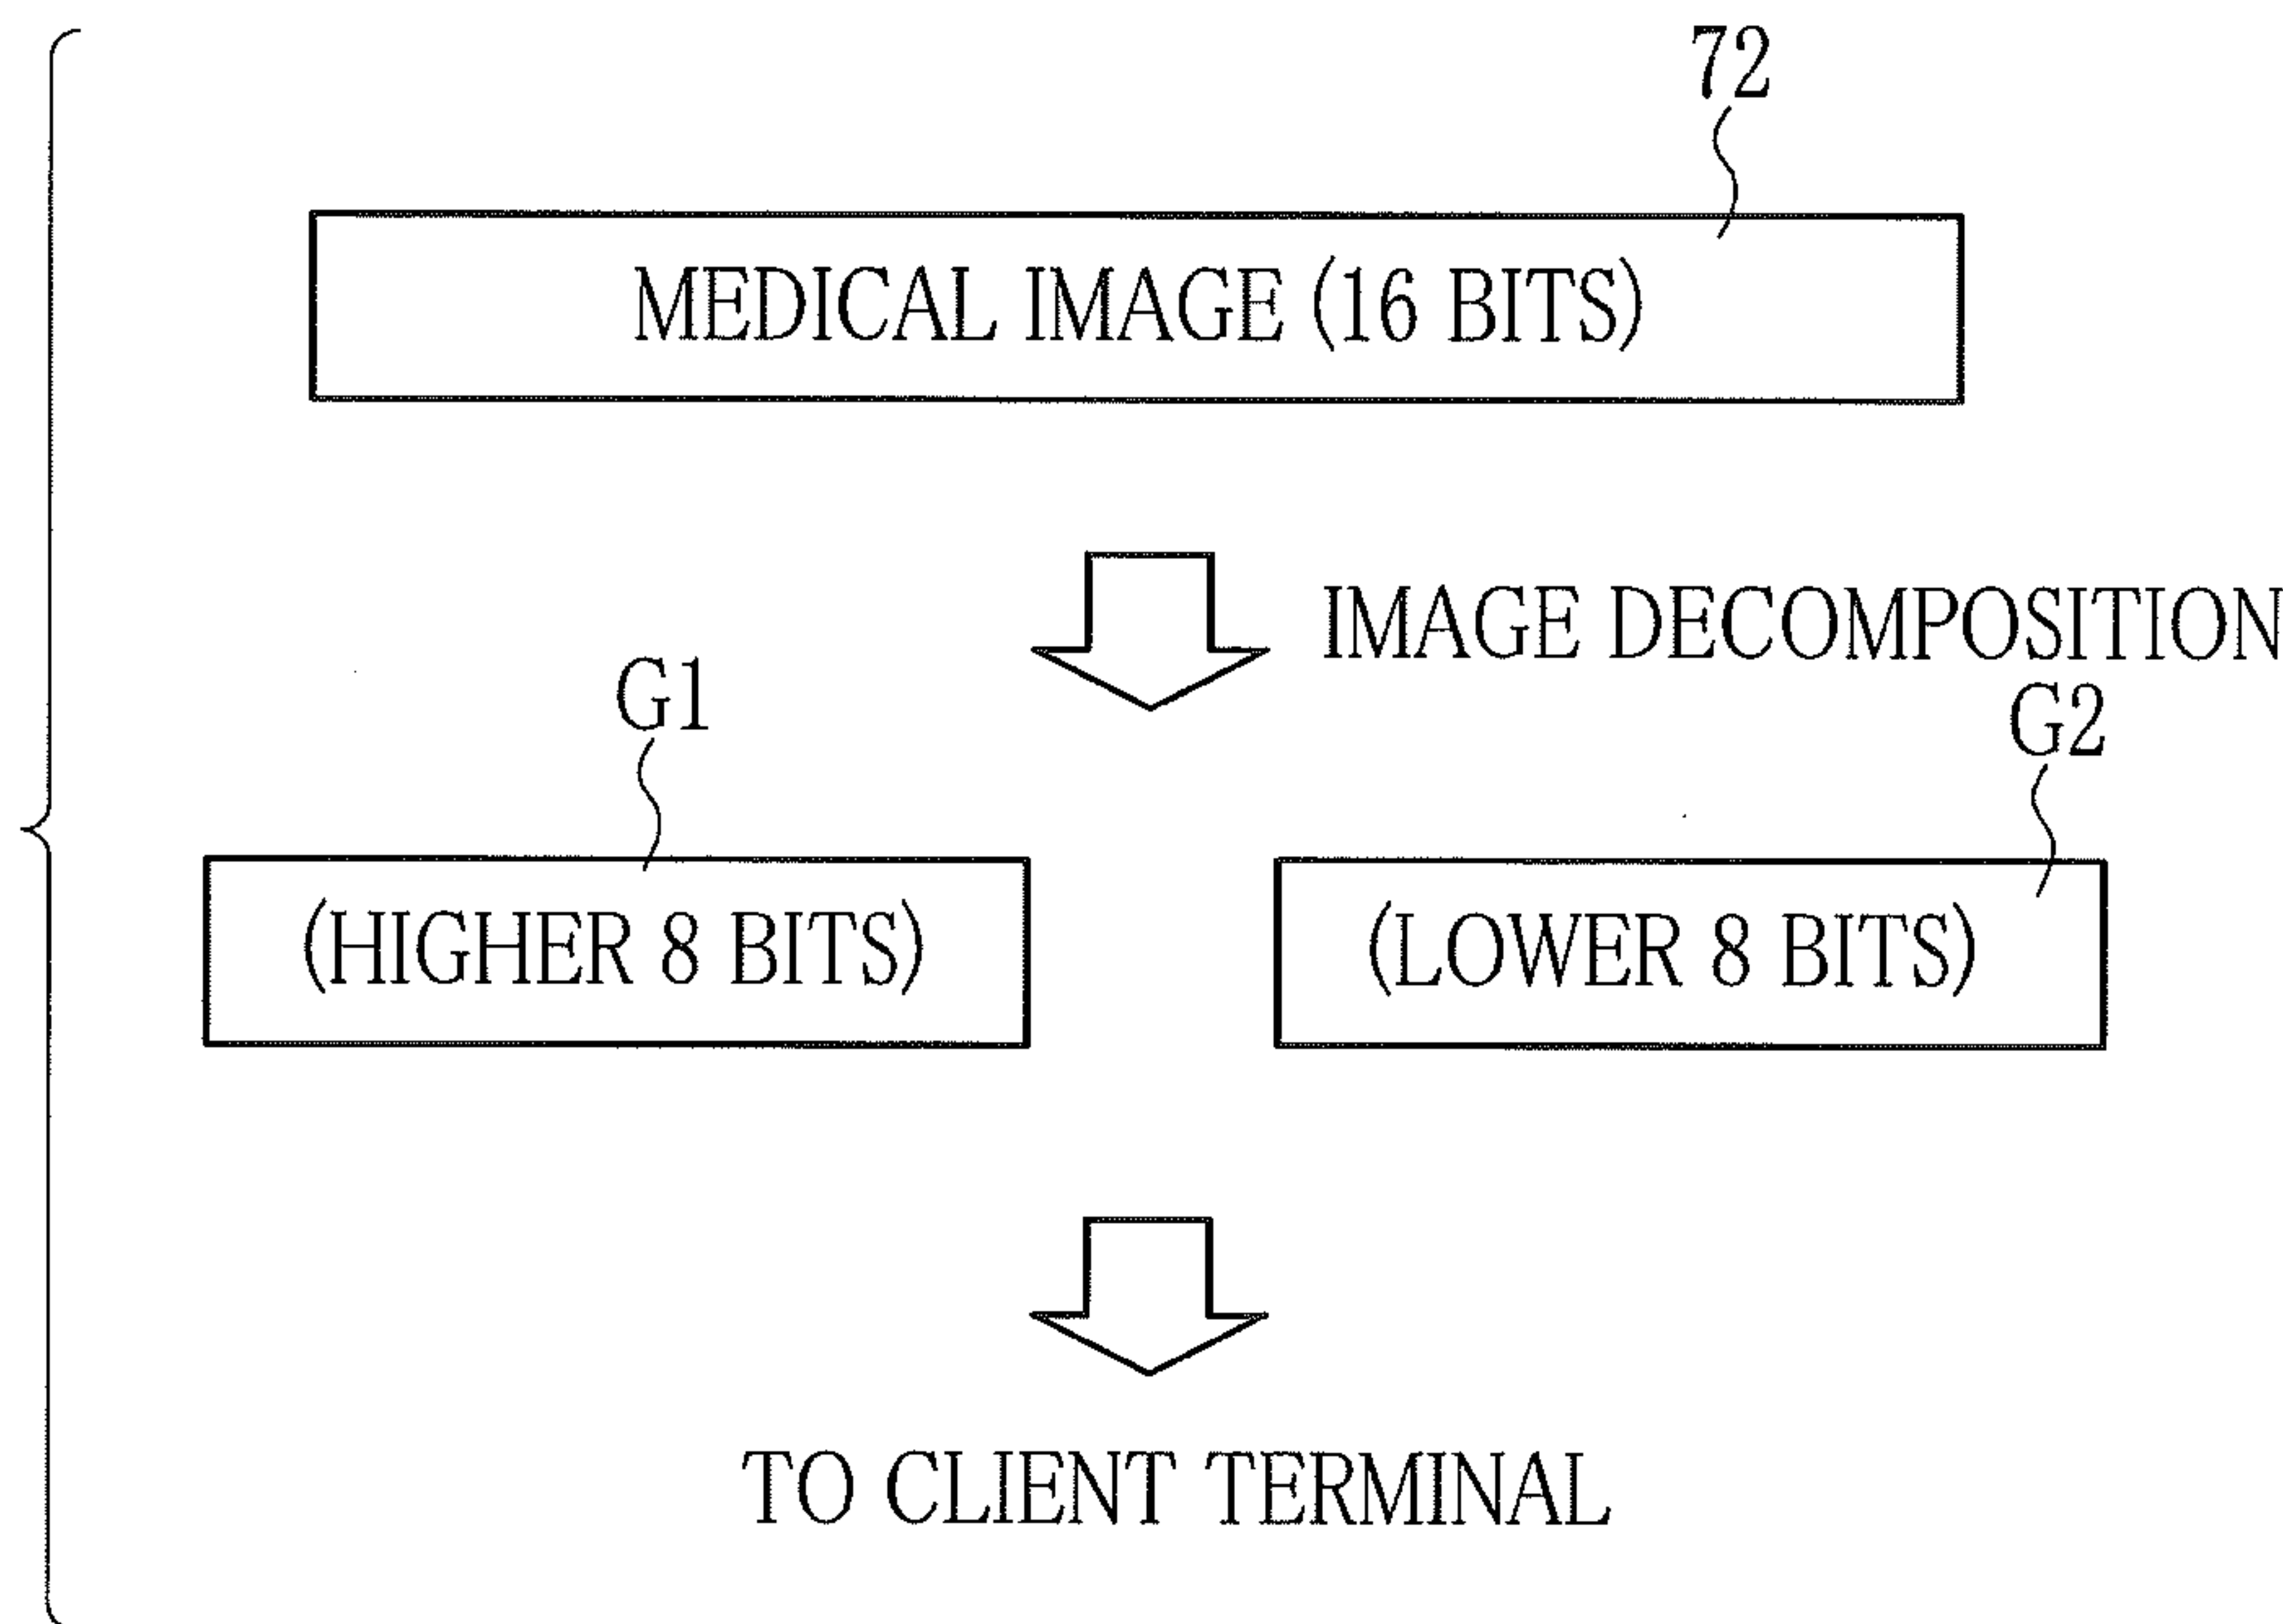 72
MEDICAL IMAGE (16 BITS)
IMAGE DECOMPOSITION
G1
G2
(HIGHER 8 BITS)
(LOWER 8 BITS)
TO CLIENT TERMINAL